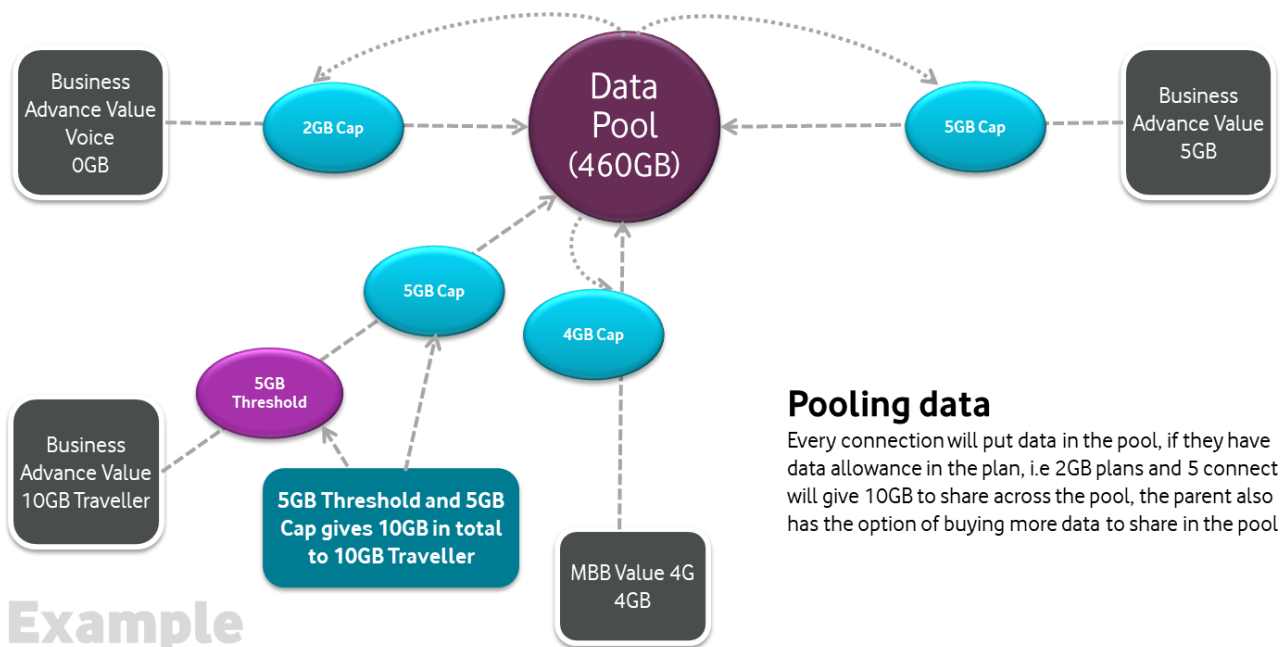 Business
Advance Value
Voice
0GB
2GB Cap
Data
Pool
(460GB)
5GB Cap
Business
Advance Value
5GB
5GB Cap
4GB Cap
5GB
Threshold
Business
Advance Value
10GB Traveller
5GB Threshold and 5GB
Cap gives 10GB in total
to 10GB Traveller
MBB Value 4G
4GB
Pooling data
Every connection will put data in the pool, if they have
data allowance in the plan, i.e 2GB plans and 5 connect
will give 10GB to share across the pool, the parent also
has the option of buying more data to share in the pool
Example